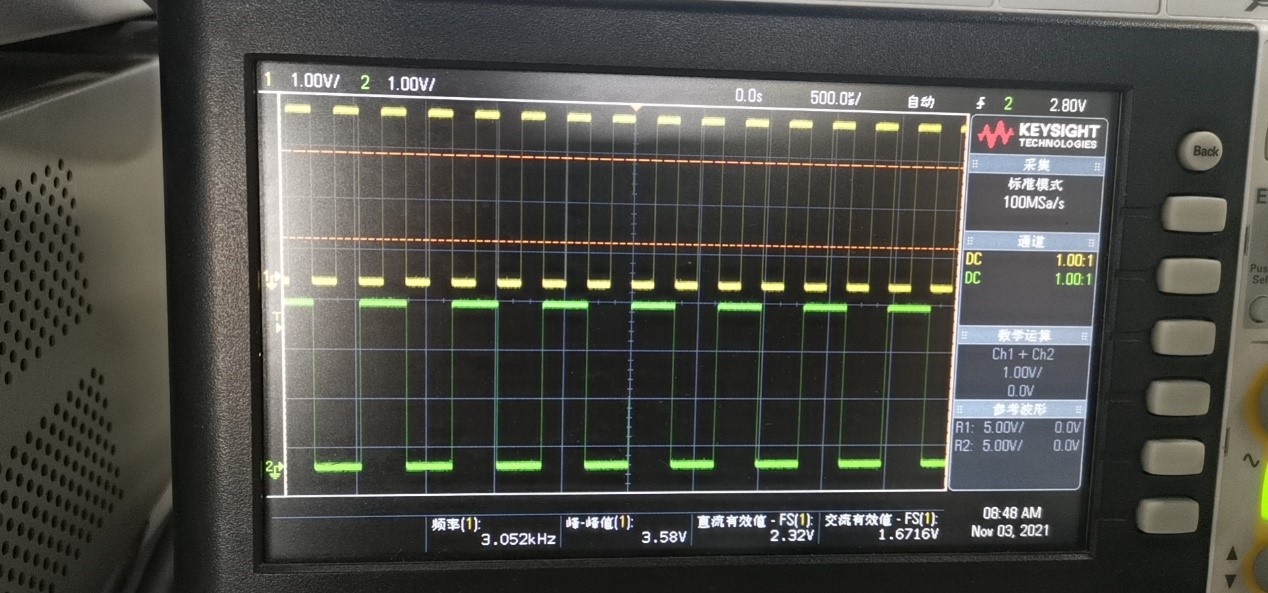 1 1.00V/ 2 1.00V/ 0.0s 500.0㎲/ 自动 2 2.80V
KEYSIGHT
TECHNOLOGIES
Back
采集
标准模式
100MSa/s
通道
DC 1.00:1
DC 1.00:1
数学运算
Ch1 + Ch2
1.00V/
0.0V
参考波形
R1: 5.00V/ 0.0V
R2: 5.00V/ 0.0V
1
T
2
频率(1): 峰-峰值(1): 直流有效值 - FS(1): 交流有效值 - FS(1):
3.052kHz 3.58V 2.32V 1.6716V
08:48 AM
Nov 03, 2021